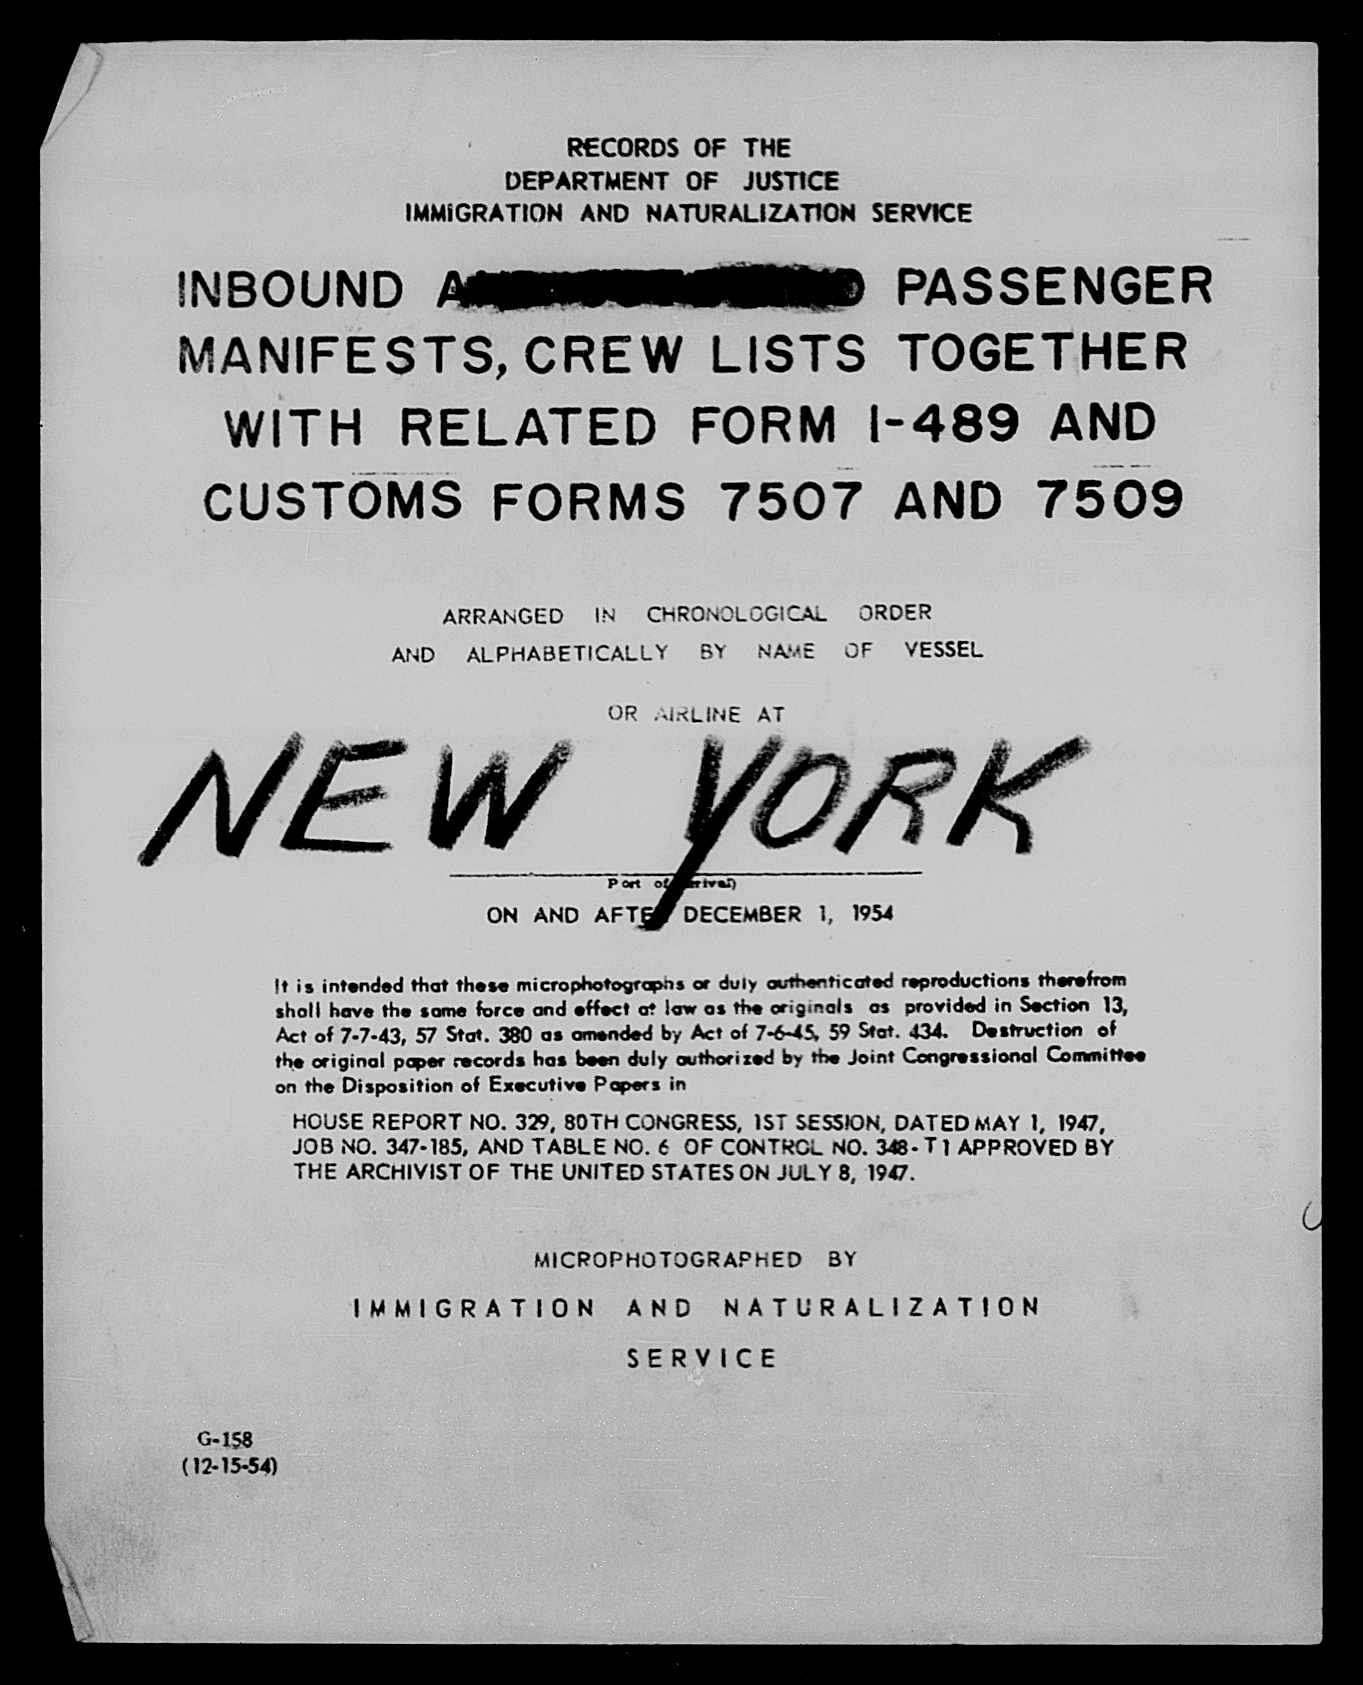 RECORDS OF THE
DEPARTMENT OF JUSTICE
IMMIGRATION AND NATURALIZATION SERVICE
INBOUND PASSENGER
MANIFESTS, CREW LISTS TOGETHER
WITH RELATED FORM I-489 AND
CUSTOMS FORMS 7507 AND 7509
ARRANGED IN CHRONOLOGICAL ORDER
AND ALPHABETICALLY BY NAME OF VESSEL
OR AIRLINE AT
NEW YORK
Port of
ON AND AFTER DECEMBER 1, 1954
It is intended that these microphotographs or duly authenticated reproductions therefrom
shall have the same force and effect at law as the originals as provided in Section 13,
Act of 7-7-43, 57 Stat. 380 as amended by Act of 7-6-45, 59 Stat. 434. Destruction of
the original paper records has been duly authorized by the Joint Congressional Committee
on the Disposition of Executive Papers in
HOUSE REPORT NO. 329, 80TH CONGRESS, 1ST SESSION, DATED MAY 1, 1947,
JOB NO. 347-185, AND TABLE NO. 6 OF CONTROL NO. 348-T1 APPROVED BY
THE ARCHIVIST OF THE UNITED STATES ON JULY 8, 1947.
MICROPHOTOGRAPHED BY
IMMIGRATION AND NATURALIZATION
SERVICE
G-158
(12-15-54)